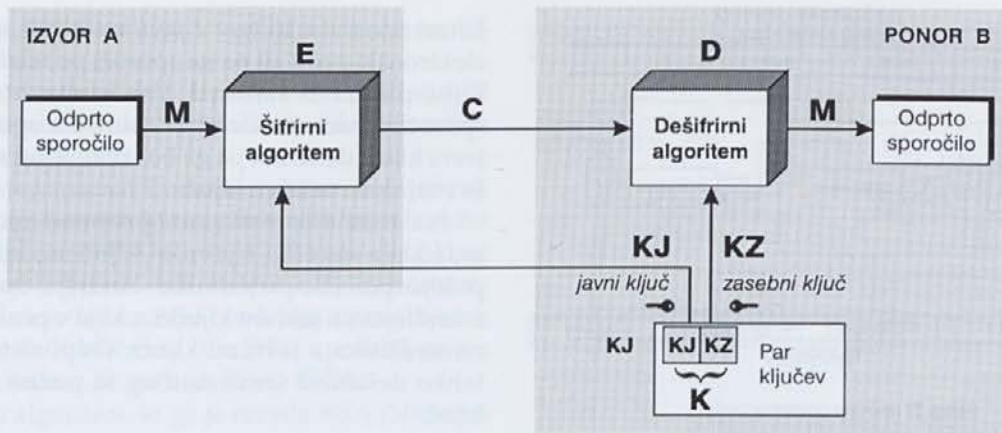 IZVOR A
PONOR B
E
D
Odprto
sporočilo
M
Šifrirni
algoritem
C
Dešifrirni
algoritem
M
Odprto
sporočilo
KJ
KZ
javni ključ
zasebni ključ
KJ
KJ
KZ
Par
ključev
K